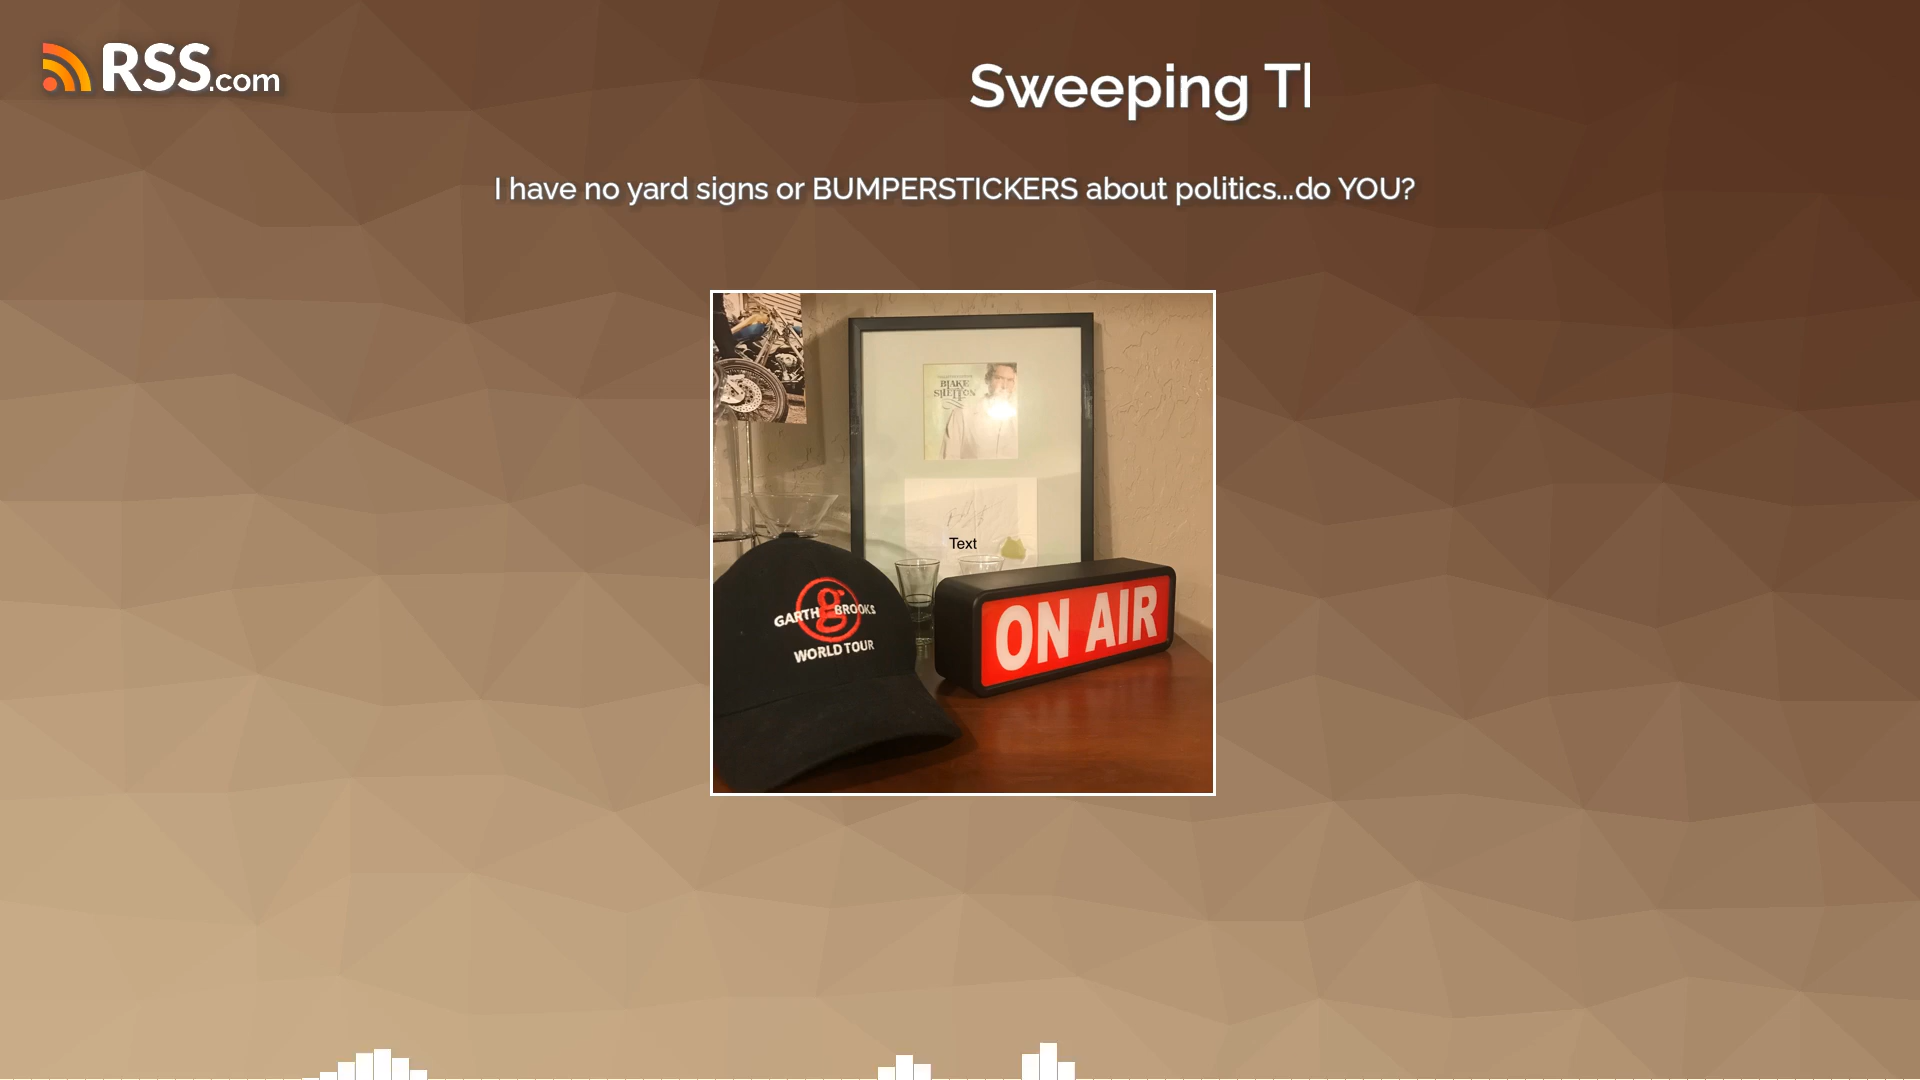 RSS.com
Sweeping T
I have no yard signs or BUMPERSTICKERS about politics...do YOU?
BLAKE
SHELTON
Text
GARTH g BROOKS
WORLD TOUR
ON AIR